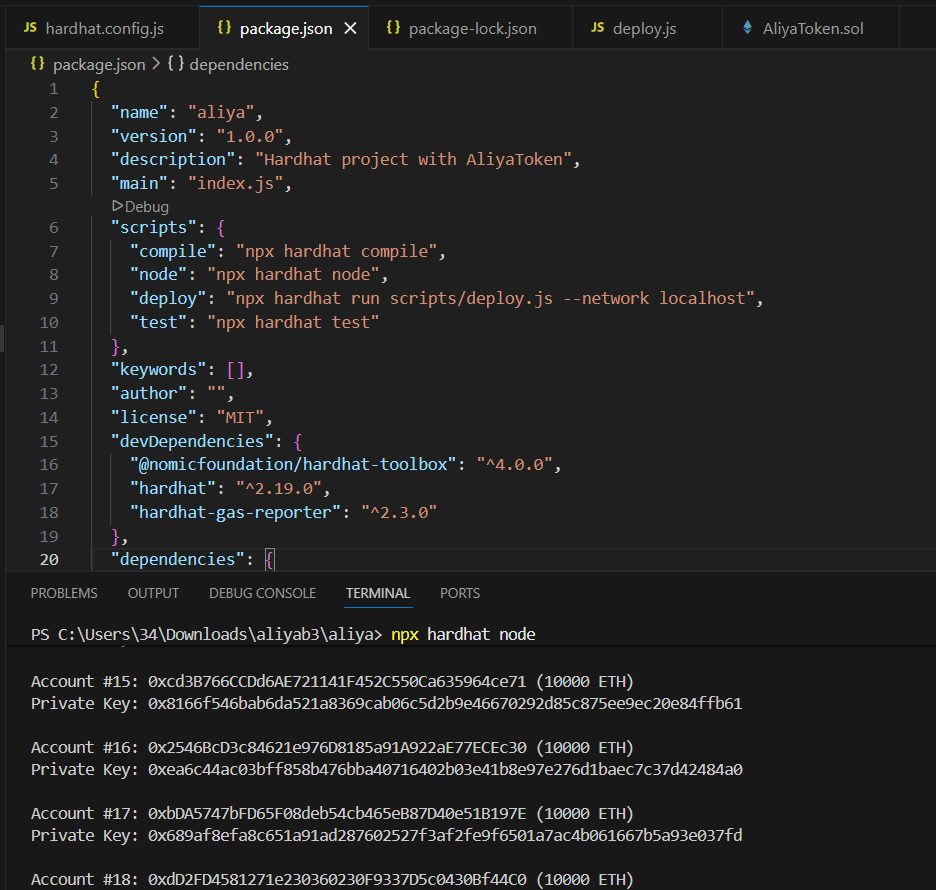 JS hardhat.config.js {} package.json × {} package-lock.json JS deploy.js AliyaToken.sol
{} package.json > { } dependencies
1 {
2 "name": "aliya",
3 "version": "1.0.0",
4 "description": "Hardhat project with AliyaToken",
5 "main": "index.js",
Debug
6 "scripts": {
7 "compile": "npx hardhat compile",
8 "node": "npx hardhat node",
9 "deploy": "npx hardhat run scripts/deploy.js --network localhost",
10 "test": "npx hardhat test"
11 },
12 "keywords": [],
13 "author": "",
14 "license": "MIT",
15 "devDependencies": {
16 "@nomicfoundation/hardhat-toolbox": "^4.0.0",
17 "hardhat": "^2.19.0",
18 "hardhat-gas-reporter": "^2.3.0"
19 },
20 "dependencies": {
PROBLEMS OUTPUT DEBUG CONSOLE TERMINAL PORTS
PS C:\Users\34\Downloads\aliyab3\aliya> npx hardhat node
Account #15: 0xcd3B766CCDd6AE721141F452C550Ca635964ce71 (10000 ETH)
Private Key: 0x8166f546bab6da521a8369cab06c5d2b9e46670292d85c875ee9ec20e84ffb61
Account #16: 0x2546BcD3c84621e976D8185a91A922aE77ECEc30 (10000 ETH)
Private Key: 0xea6c44ac03bff858b476bba40716402b03e41b8e97e276d1baec7c37d42484a0
Account #17: 0xbDA5747bFD65F08deb54cb465eB87D40e51B197E (10000 ETH)
Private Key: 0x689af8efa8c651a91ad287602527f3af2fe9f6501a7ac4b061667b5a93e037fd
Account #18: 0xdD2FD4581271e230360230F9337D5c0430Bf44C0 (10000 ETH)